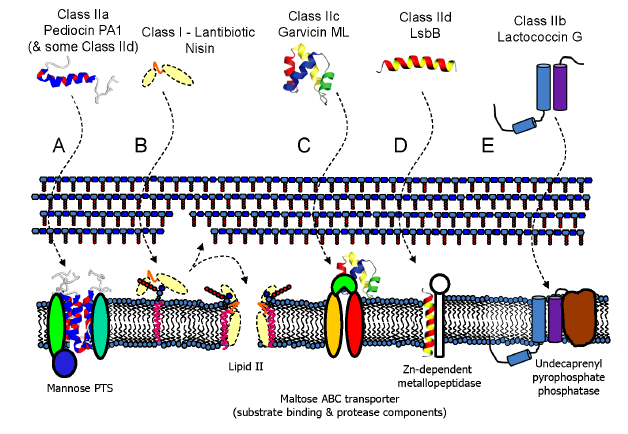 Class IIa
Pediocin PA1
(& some Class IId)
Class I - Lantibiotic
Nisin
Class IIc
Garvicin ML
Class IId
LsbB
Class IIb
Lactococcin G
A
B
C
D
E
Mannose PTS
Lipid II
Maltose ABC transporter
(substrate binding & protease components)
Zn-dependent
metallopeptidase
Undecaprenyl
pyrophosphate
phosphatase